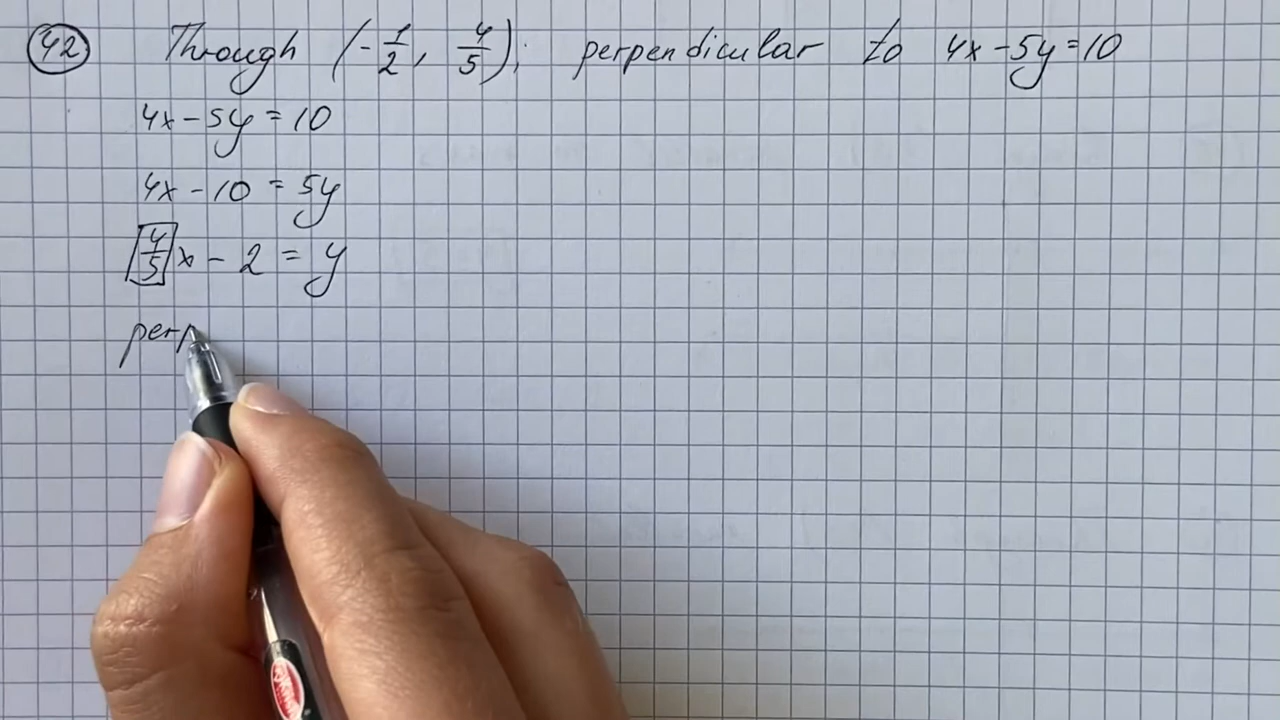 42 Through (-1/2, 4/5); perpendicular to 4x-5y=10
4x-5y=10
4x-10=5y
4/5x-2=y
perp